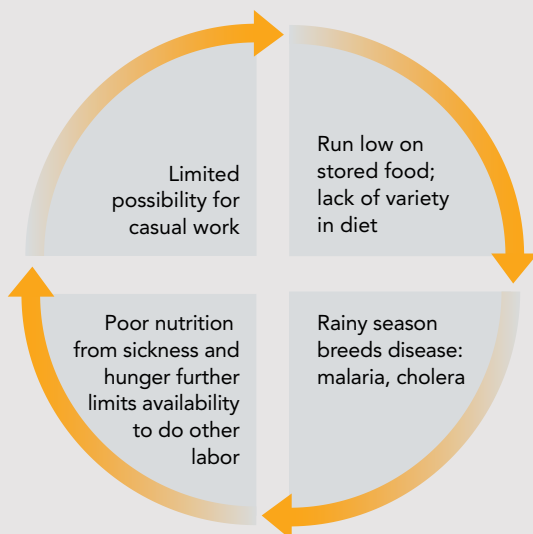 Limited
possibility for
casual work
Run low on
stored food;
lack of variety
in diet
Rainy season
breeds disease:
malaria, cholera
Poor nutrition
from sickness and
hunger further
limits availability
to do other
labor